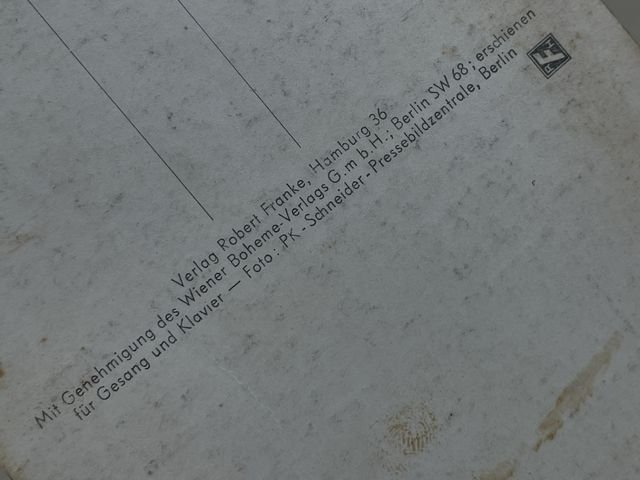 Verlag Robert Franke, Hamburg 36
Mit Genehmigung des Wiener Boheme-Verlags G.m b.H.; Berlin SW 68; erschienen
für Gesang und Klavier — Foto: PK-Schneider-Pressebildzentrale, Berlin